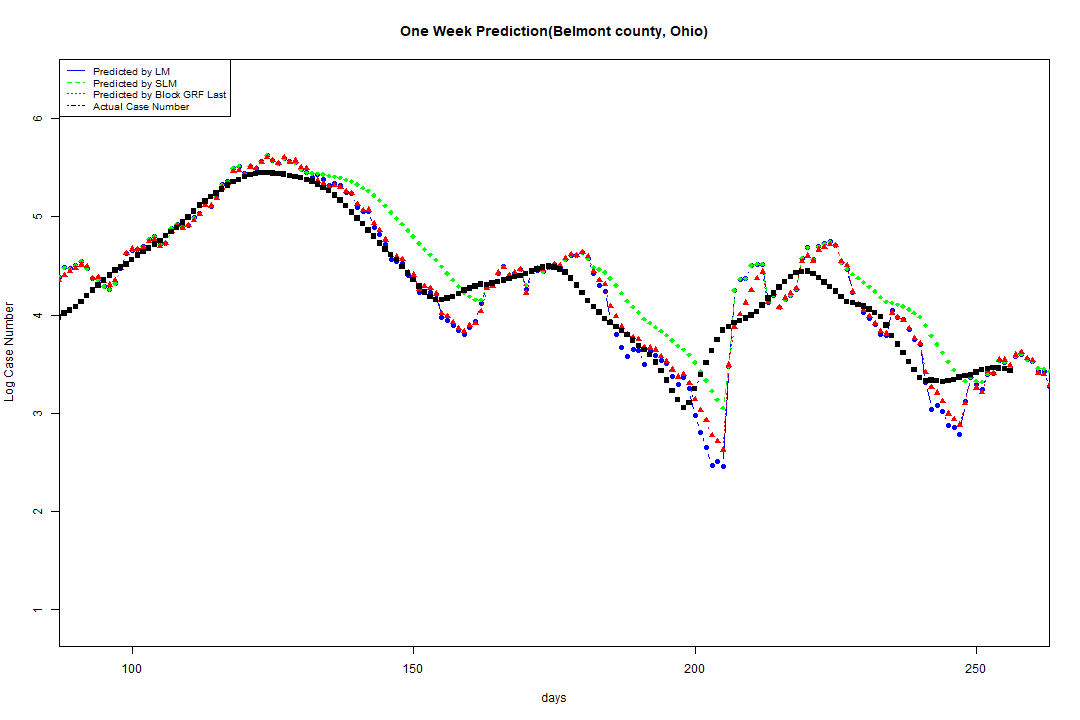 One Week Prediction(Belmont county, Ohio)
Predicted by LM
Predicted by SLM
Predicted by Block GRF Last
Actual Case Number
Log Case Number
6
5
4
3
2
1
100 150 200 250
days